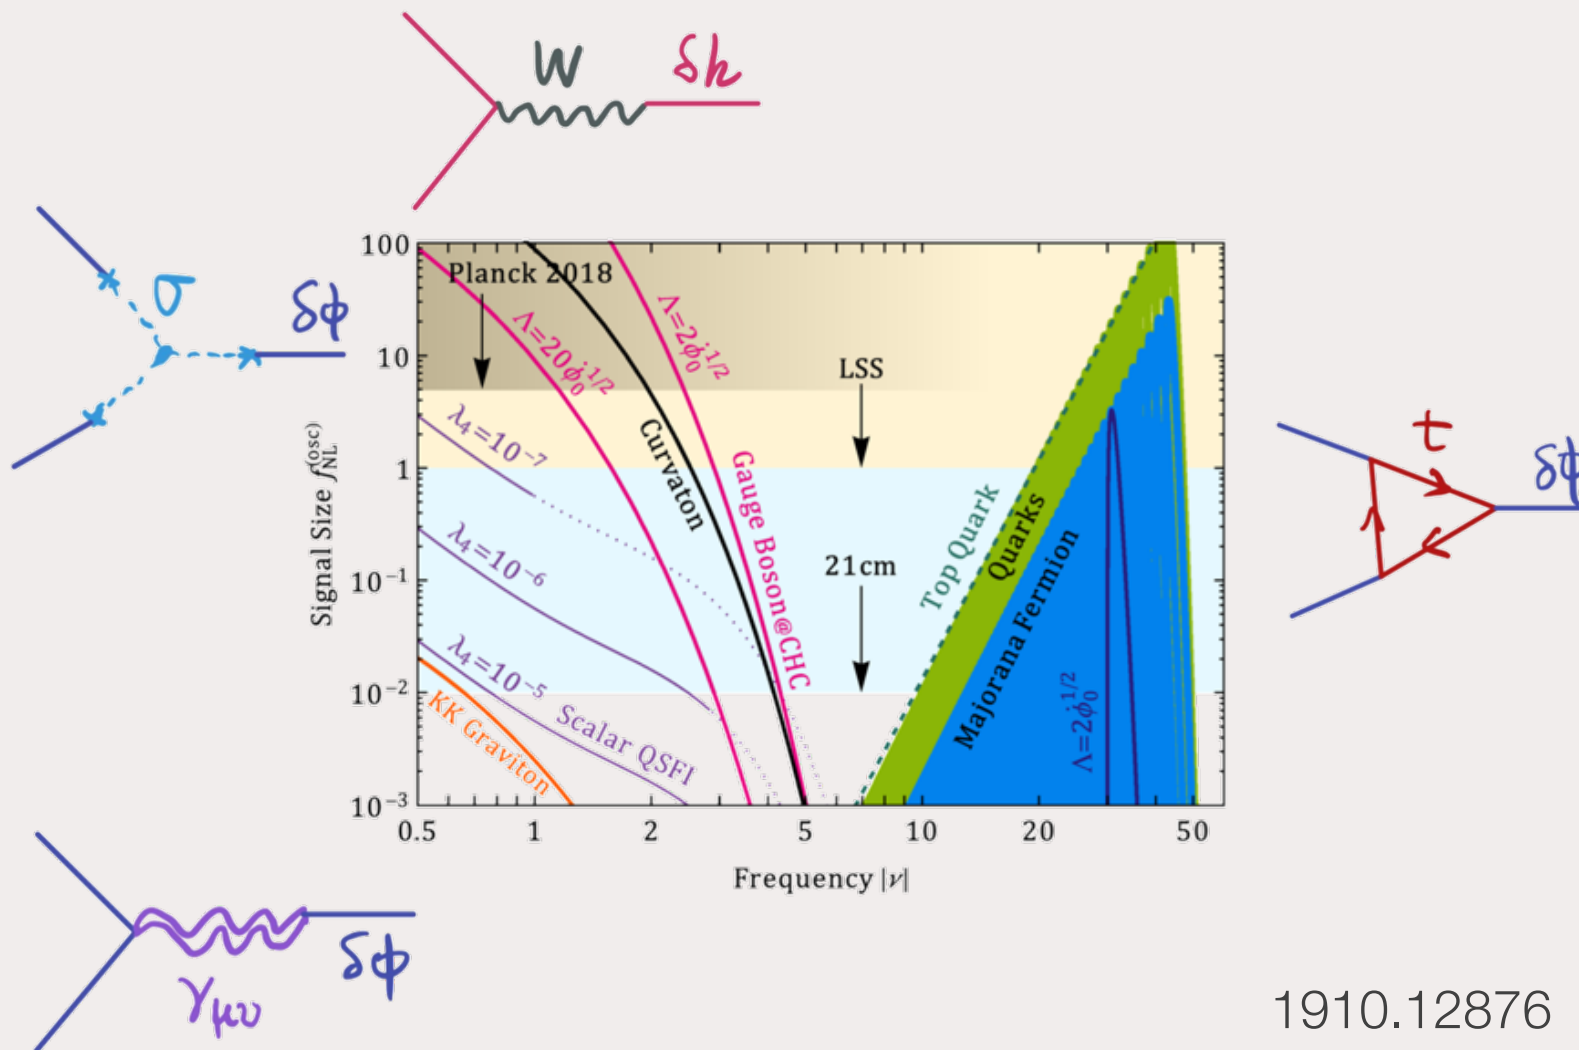 W δh
σ δϕ
100
Planck 2018
Λ=20ϕ̇₀^1/2
Λ=2ϕ̇₀^1/2
10
LSS
λ₄=10⁻⁷
Curvaton
Gauge Boson@CHC
1
t
δϕ
Signal Size f_NL^(osc)
Top Quark
Quarks
Majorana Fermion
λ₄=10⁻⁶
21cm
10⁻¹
λ₄=10⁻⁵
Scalar QSFI
KK Graviton
Λ=2ϕ̇₀^1/2
10⁻²
10⁻³
0.5 1 2 5 10 20 50
Frequency |ν|
γμν
δϕ
1910.12876